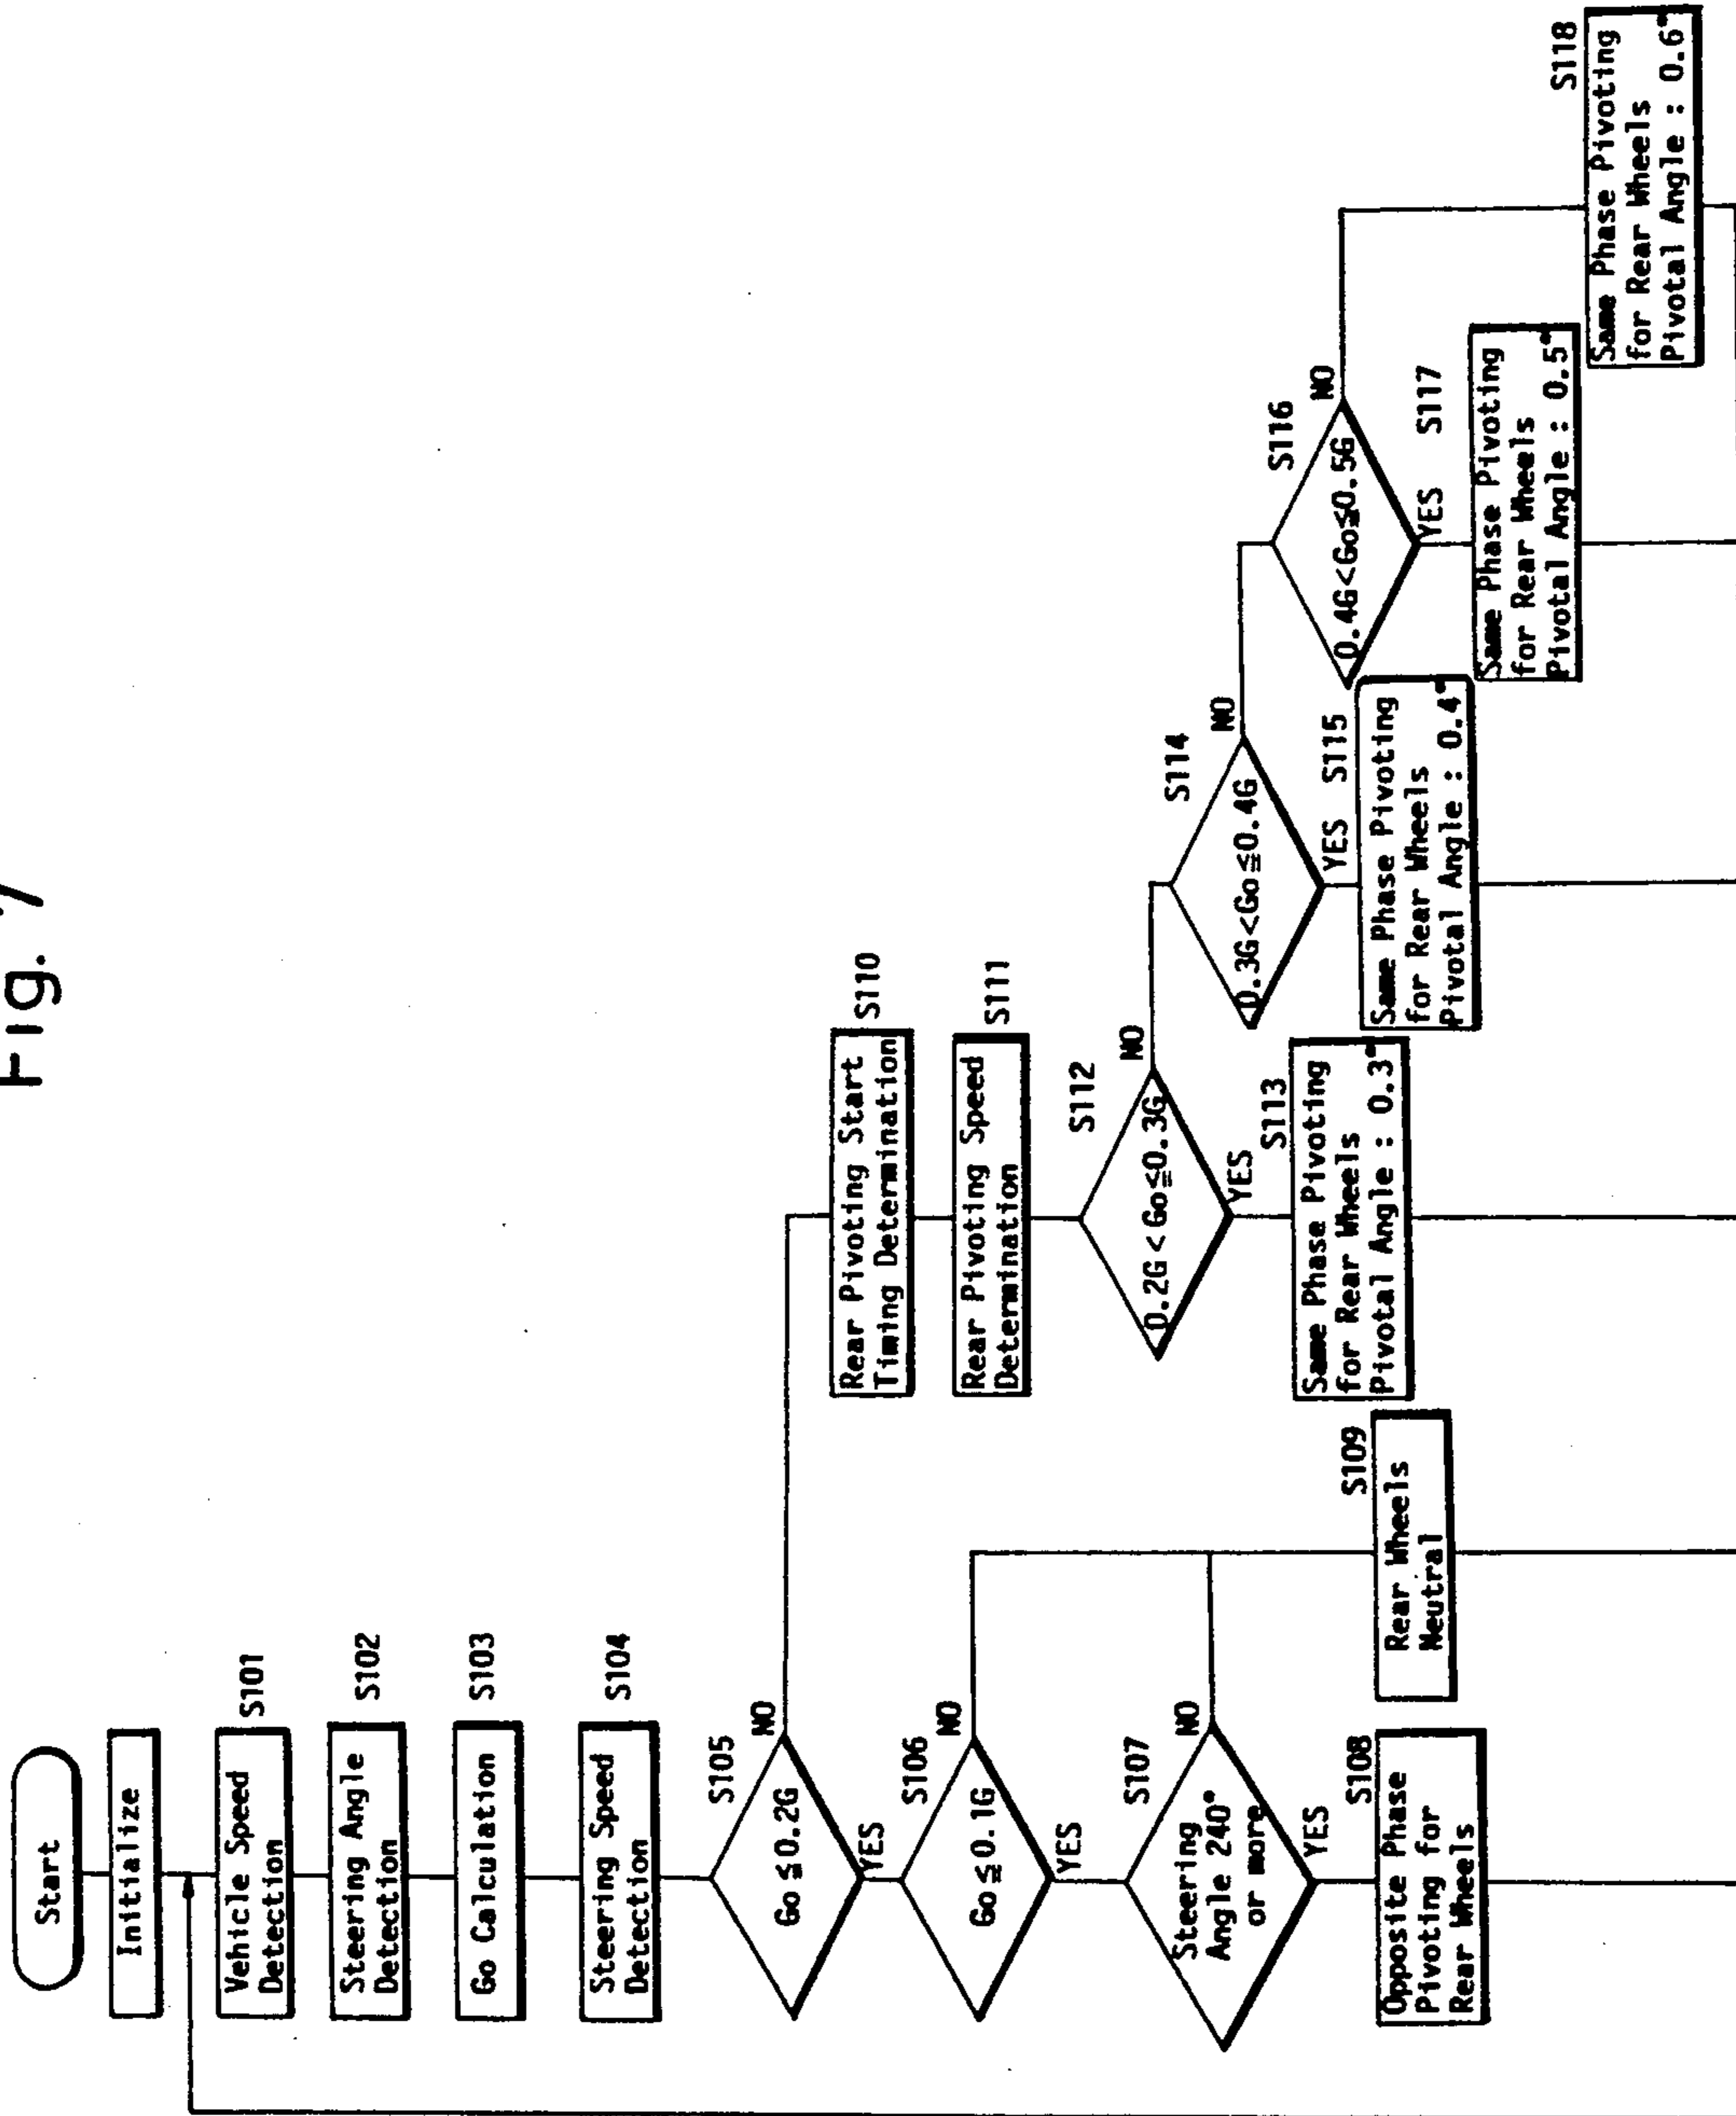 Fig. 7
Start
Initialize
S101
Vehicle Speed
Detection
S102
Steering Angle
Detection
S103
Go Calculation
S104
Steering Speed
Detection
S105
Go≦0.2G
NO
YES
S106
Go≦0.1G
NO
YES
S107
Steering
Angle 240°
or more
NO
YES
S108
Opposite Phase
Pivoting for
Rear Wheels
S109
Rear Wheels
Neutral
S110
Rear Pivoting Start
Timing Determination
S111
Rear Pivoting Speed
Determination
S112
0.2G<Go≦0.3G
NO
YES
S113
Same Phase Pivoting
for Rear Wheels
Pivotal Angle : 0.3°
S114
0.3G<Go≦0.4G
NO
YES
S115
Same Phase Pivoting
for Rear Wheels
Pivotal Angle : 0.4°
S116
0.4G<Go≦0.5G
NO
YES
S117
Same Phase Pivoting
for Rear Wheels
Pivotal Angle : 0.5°
S118
Same Phase Pivoting
for Rear Wheels
Pivotal Angle : 0.6°